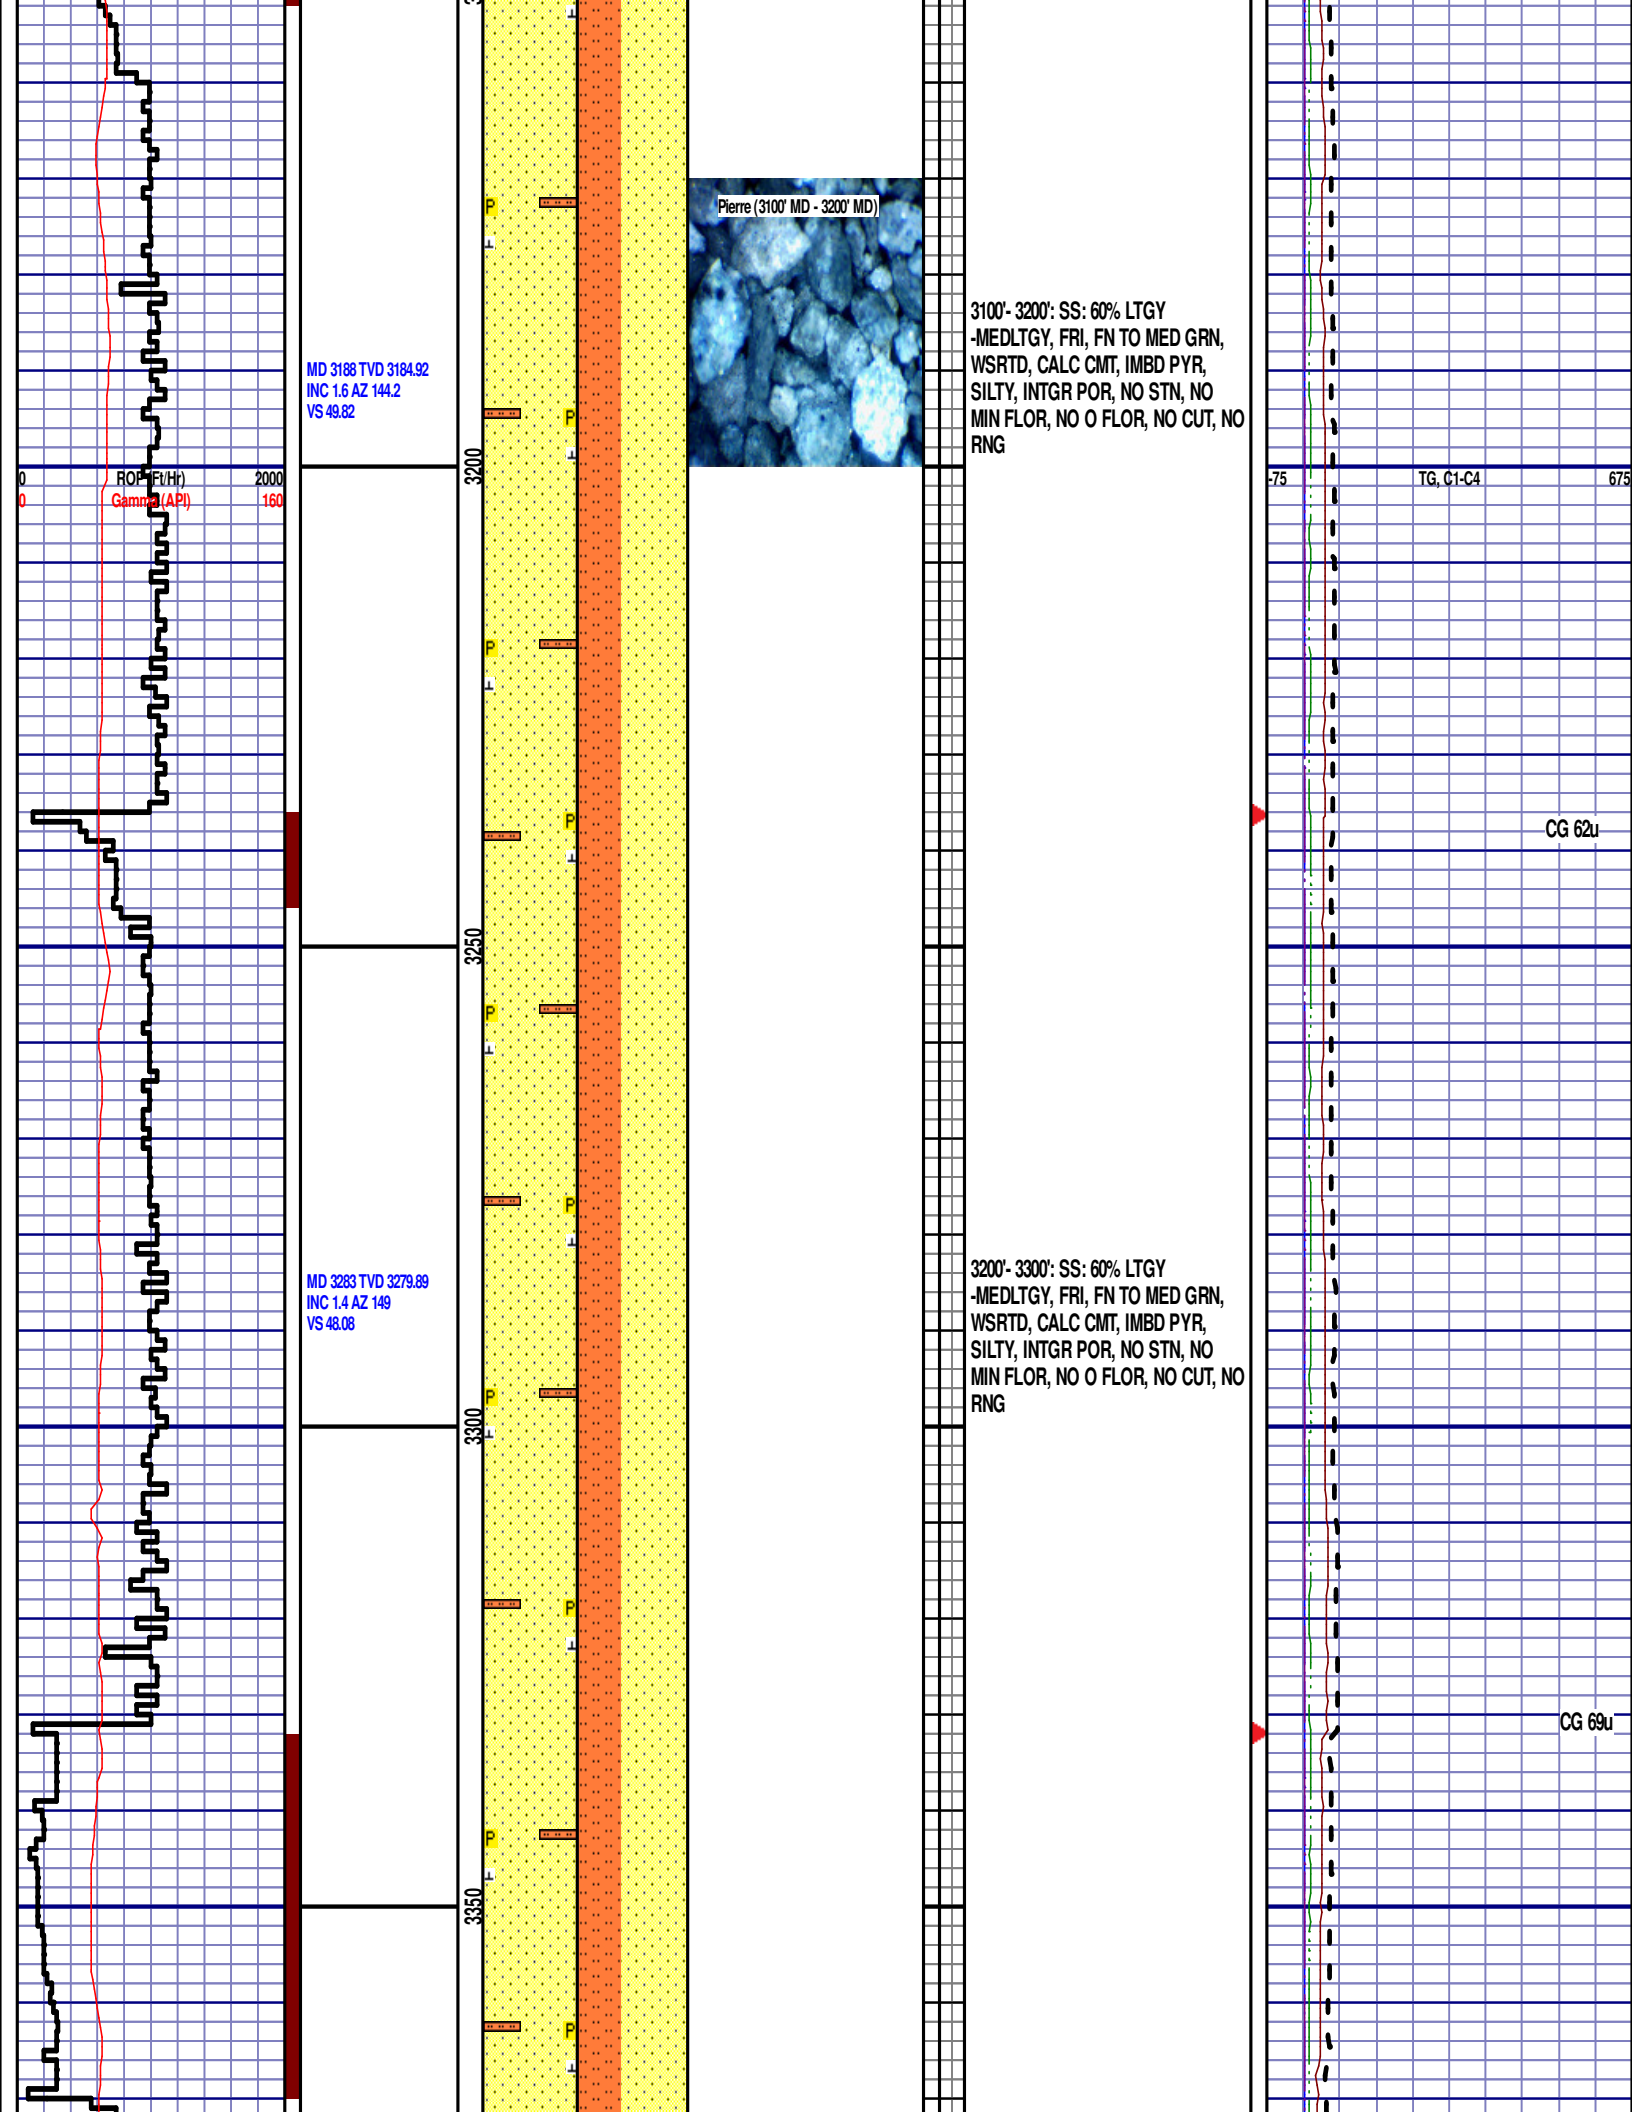 Pierre (3100' MD - 3200' MD)
3100'- 3200': SS: 60% LTGY
-MEDLTGY, FRI, FN TO MED GRN,
WSRTD, CALC CMT, IMBD PYR,
SILTY, INTGR POR, NO STN, NO
MIN FLOR, NO O FLOR, NO CUT, NO
RNG
MD 3188 TVD 3184.92
INC 1.6 AZ 144.2
VS 49.82
3200
0 ROP (Ft/Hr) 2000
0 Gamma (API) 160
-75 TG, C1-C4 675
P
P
P
P
CG 62u
3250
P
P
MD 3283 TVD 3279.89
INC 1.4 AZ 149
VS 48.08
3200'- 3300': SS: 60% LTGY
-MEDLTGY, FRI, FN TO MED GRN,
WSRTD, CALC CMT, IMBD PYR,
SILTY, INTGR POR, NO STN, NO
MIN FLOR, NO O FLOR, NO CUT, NO
RNG
P
3300
P
CG 69u
P
3350
P